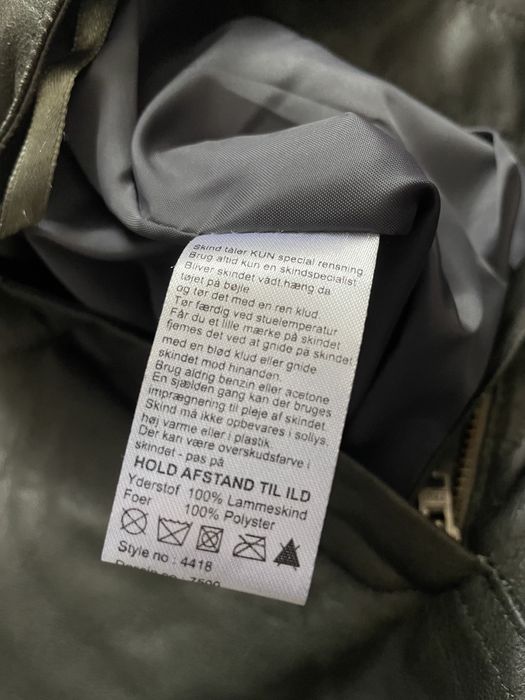 Skind tåler KUN special rensning
Brug altid kun en skindspecialist
Bliver skindet vådt,hæng da
tøjet på bøjle
og tør det med en ren klud.
Tør færdig ved stuetemperatur
Får du et lille mærke på skindet
fjernes det ved at gnide på skindet
med en blød klud eller gnide
skindet mod hinanden.
Brug aldrig benzin eller acetone
En sjælden gang kan der bruges
imprægnering til pleje af skindet
Skind må ikke opbevares i sollys,
høj varme eller i plastik.
Der kan være overskudsfarve i
skindet - pas på
HOLD AFSTAND TIL ILD
Yderstof 100% Lammeskind
Foer 100% Polyester
Style no : 4418